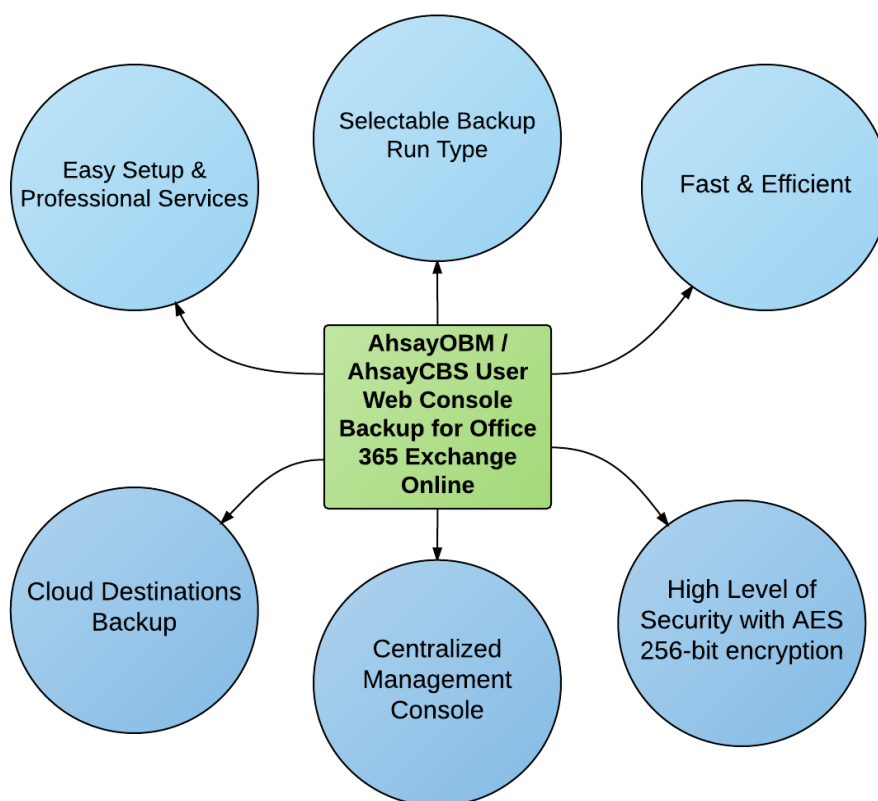 Selectable Backup
Run Type
Easy Setup &
Professional Services
Fast & Efficient
AhsayOBM /
AhsayCBS User
Web Console
Backup for Office
365 Exchange
Online
Cloud Destinations
Backup
High Level of
Security with AES
256-bit encryption
Centralized
Management
Console